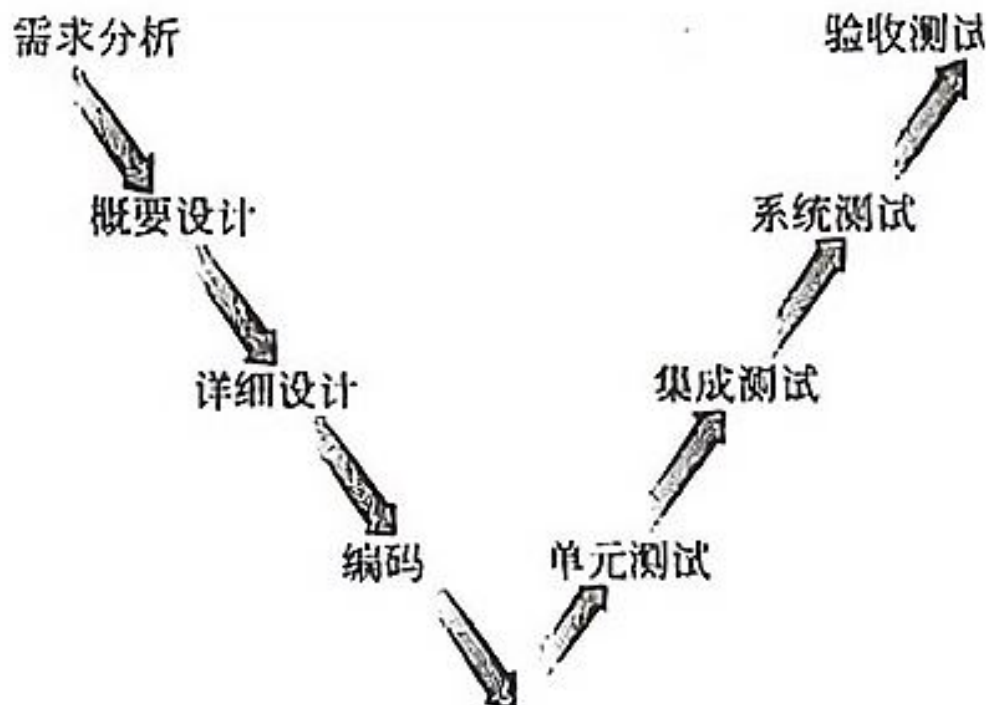 需求分析
验收测试
概要设计
系统测试
详细设计
集成测试
编码
单元测试